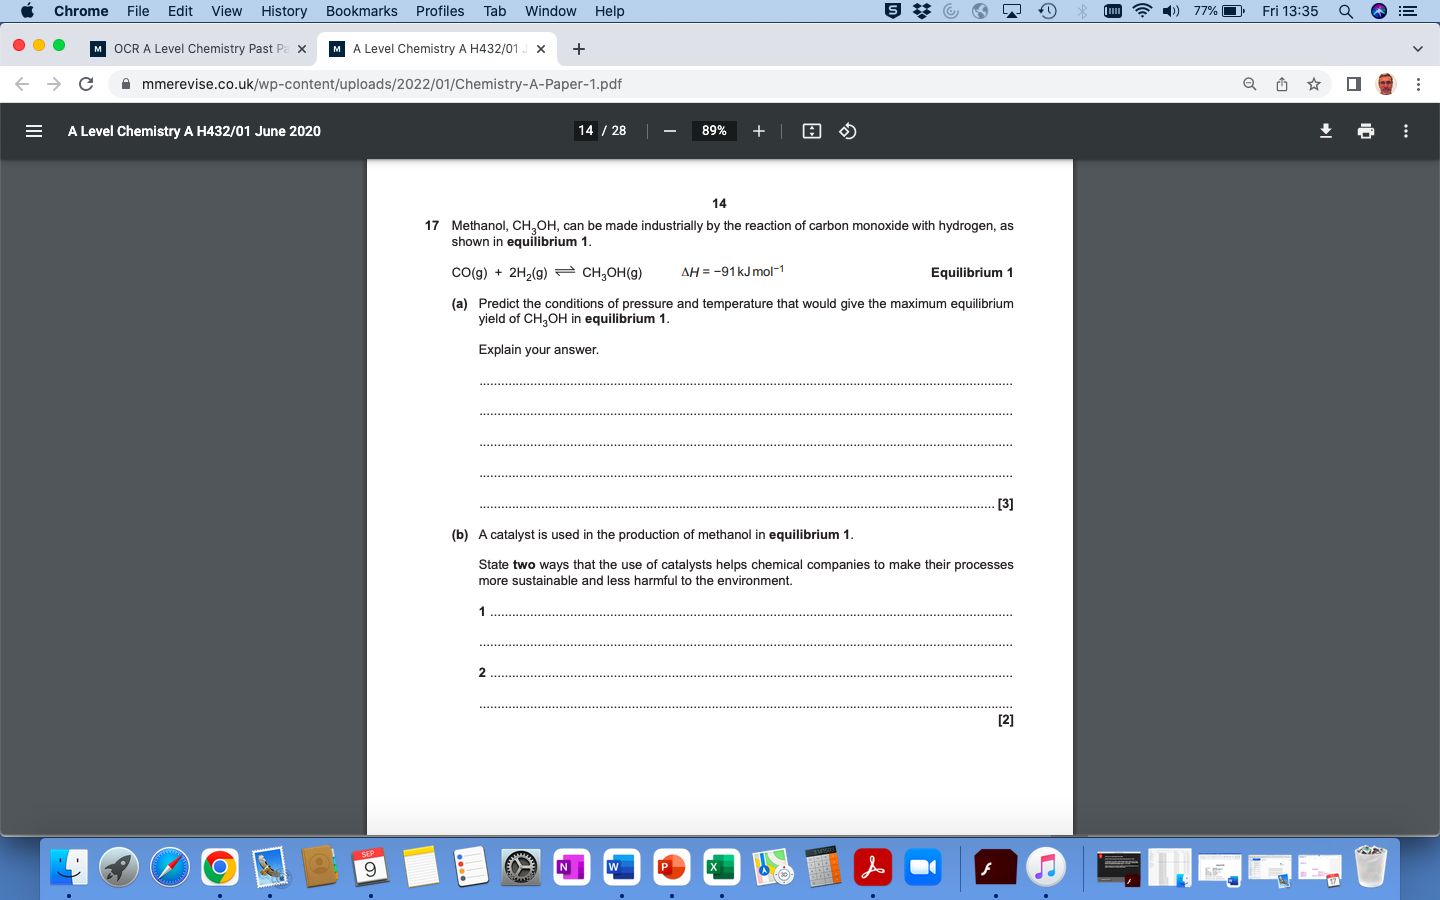 Chrome File Edit View History Bookmarks Profiles Tab Window Help 77% Fri 13:35
OCR A Level Chemistry Past Pa
A Level Chemistry A H432/01 J
mmerevise.co.uk/wp-content/uploads/2022/01/Chemistry-A-Paper-1.pdf
A Level Chemistry A H432/01 June 2020 14 / 28 89%
14
17 Methanol, CH₃OH, can be made industrially by the reaction of carbon monoxide with hydrogen, as
shown in equilibrium 1.
CO(g) + 2H₂(g) ⇌ CH₃OH(g) ΔH = −91 kJ mol⁻¹ Equilibrium 1
(a) Predict the conditions of pressure and temperature that would give the maximum equilibrium
yield of CH₃OH in equilibrium 1.
Explain your answer.
[3]
(b) A catalyst is used in the production of methanol in equilibrium 1.
State two ways that the use of catalysts helps chemical companies to make their processes
more sustainable and less harmful to the environment.
1
2
[2]
SEP
9
N
W
P
X
3D
17